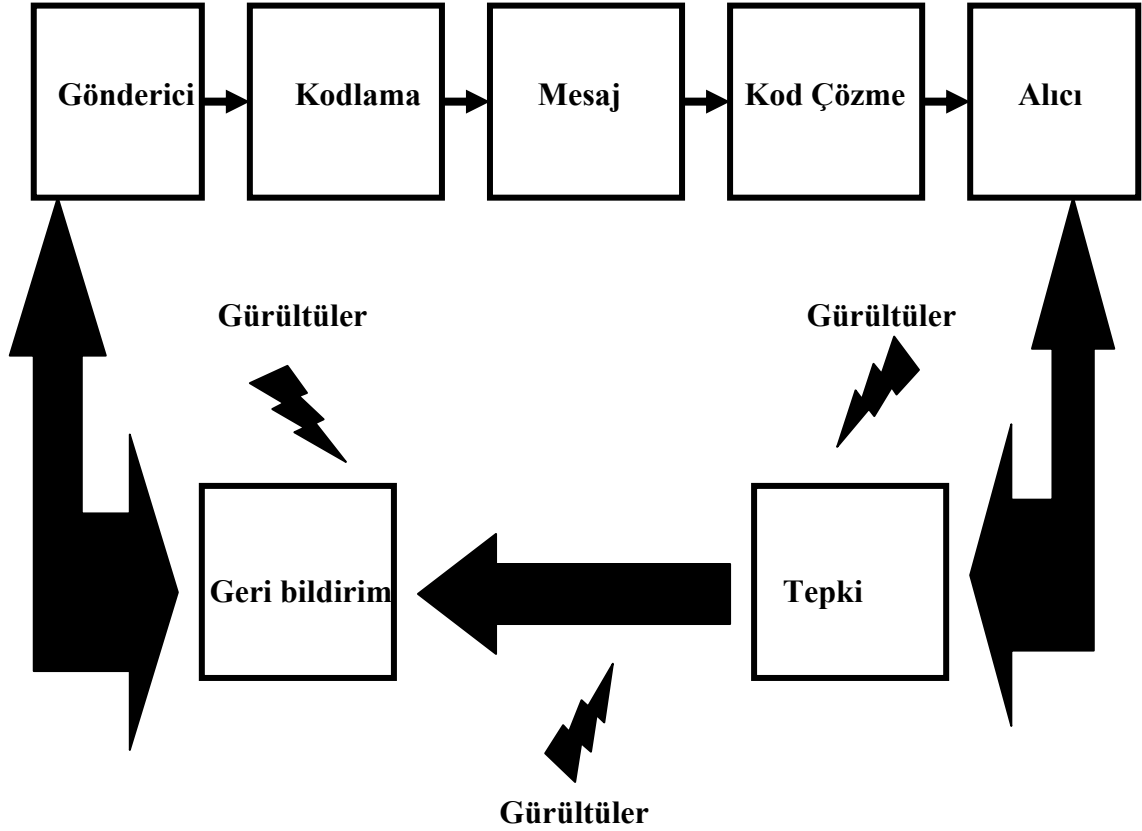 Gönderici
Kodlama
Mesaj
Kod Çözme
Alıcı
Gürültüler
Gürültüler
Geri bildirim
Tepki
Gürültüler